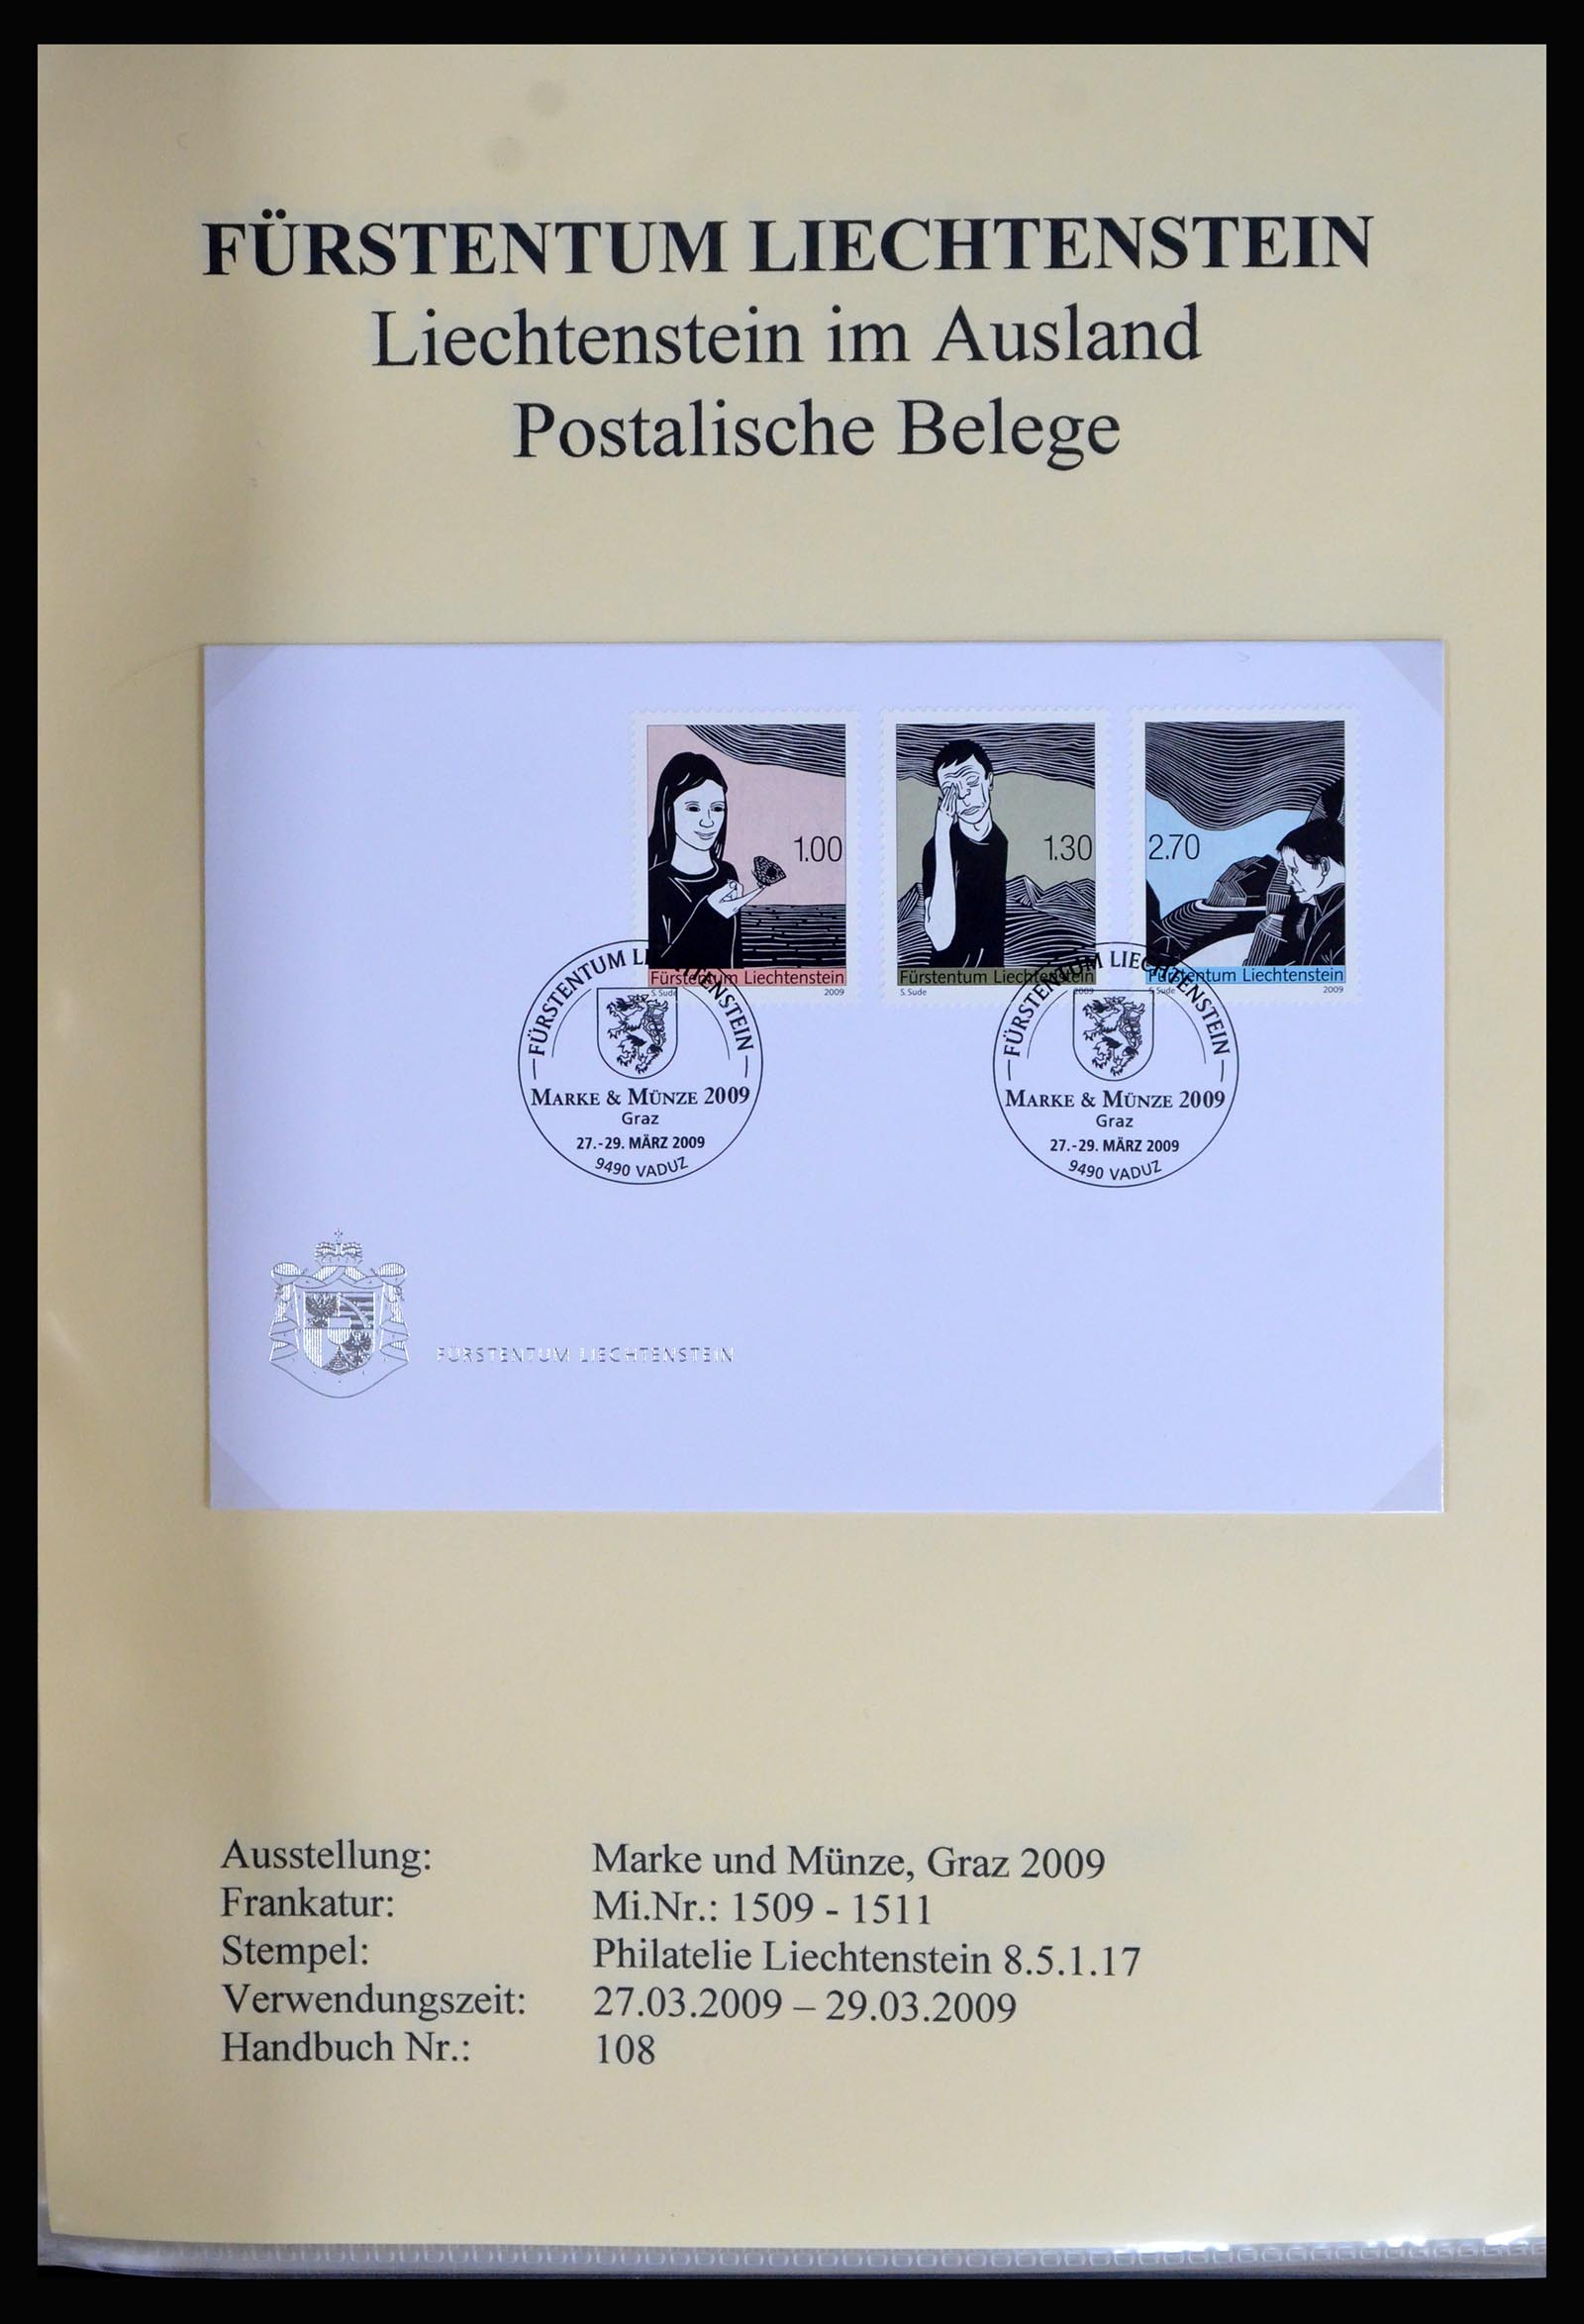 FÜRSTENTUM LIECHTENSTEIN
Liechtenstein im Ausland
Postalische Belege
1.00
1.30
2.70
Fürstentum Liechtenstein
S. Sude 2009
Fürstentum Liechtenstein
S. Sude 2009
Fürstentum Liechtenstein
S. Sude 2009
FÜRSTENTUM LIECHTENSTEIN
MARKE & MÜNZE 2009
Graz
27.-29. MÄRZ 2009
9490 VADUZ
FÜRSTENTUM LIECHTENSTEIN
MARKE & MÜNZE 2009
Graz
27.-29. MÄRZ 2009
9490 VADUZ
FÜRSTENTUM LIECHTENSTEIN
Ausstellung: Marke und Münze, Graz 2009
Frankatur: Mi.Nr.: 1509 - 1511
Stempel: Philatelie Liechtenstein 8.5.1.17
Verwendungszeit: 27.03.2009 – 29.03.2009
Handbuch Nr.: 108